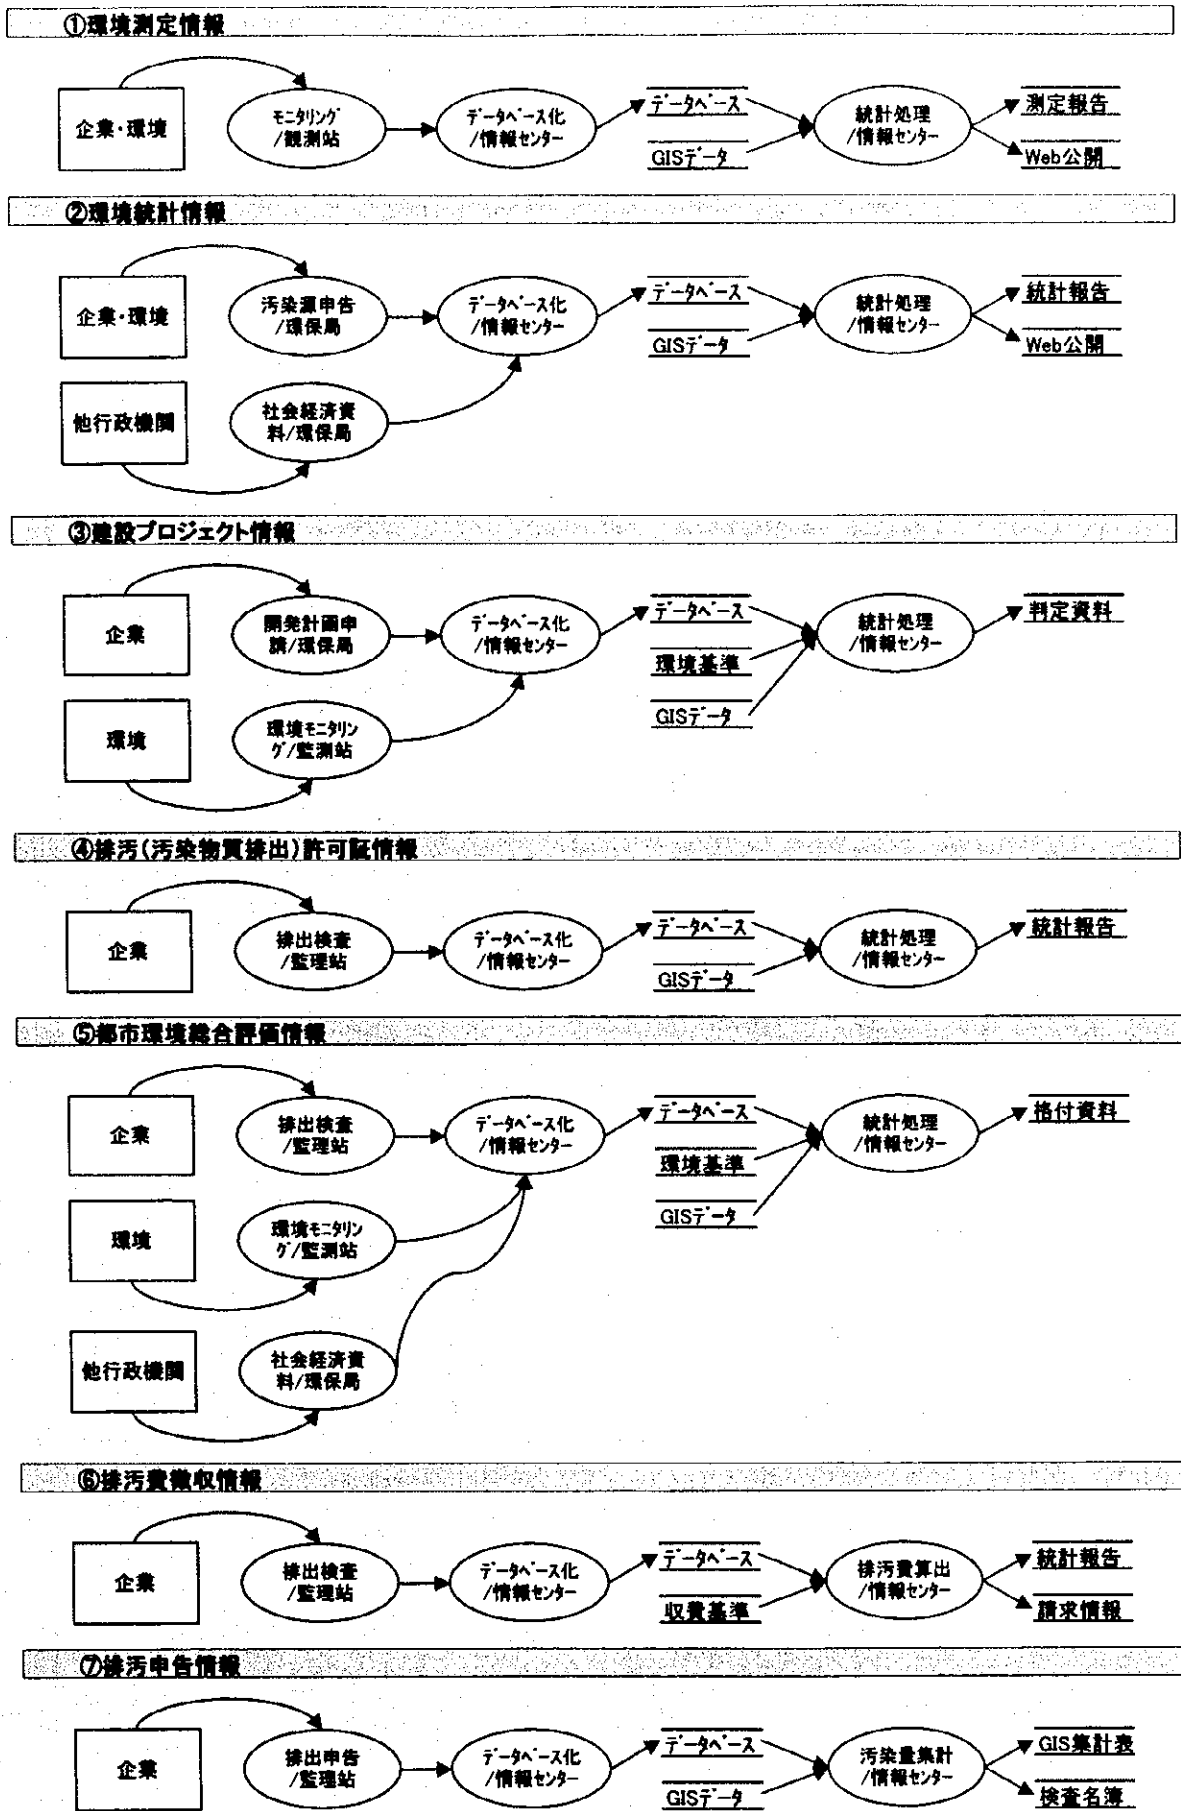 ①環境測定情報
企業・環境
モニタリング
/観測站
データベース化
/情報センター
データベース
GISデータ
統計処理
/情報センター
測定報告
Web公開
②環境統計情報
企業・環境
汚染源申告
/環保局
データベース化
/情報センター
データベース
GISデータ
統計処理
/情報センター
統計報告
Web公開
他行政機関
社会経済資
料/環保局
③建設プロジェクト情報
企業
開発計画申
請/環保局
データベース化
/情報センター
データベース
環境基準
GISデータ
統計処理
/情報センター
判定資料
環境
環境モニタリン
グ/監測站
④排汚(汚染物質排出)許可証情報
企業
排出検査
/監理站
データベース化
/情報センター
データベース
GISデータ
統計処理
/情報センター
統計報告
⑤都市環境総合評価情報
企業
排出検査
/監理站
データベース化
/情報センター
データベース
環境基準
GISデータ
統計処理
/情報センター
格付資料
環境
環境モニタリン
グ/監測站
他行政機関
社会経済資
料/環保局
⑥排汚費徴収情報
企業
排出検査
/監理站
データベース化
/情報センター
データベース
収費基準
排汚費算出
/情報センター
統計報告
請求情報
⑦排汚申告情報
企業
排出申告
/監理站
データベース化
/情報センター
データベース
GISデータ
汚染量集計
/情報センター
GIS集計表
検査名簿